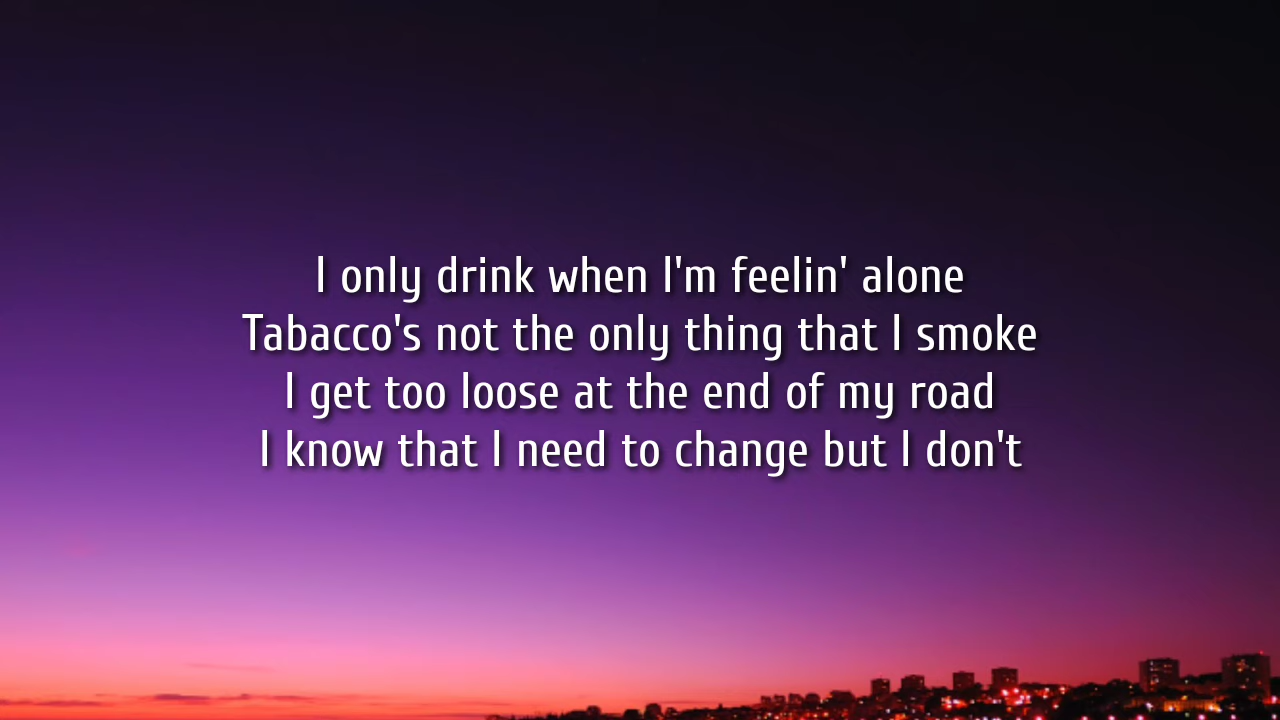 I only drink when I'm feelin' alone
Tabacco's not the only thing that I smoke
I get too loose at the end of my road
I know that I need to change but I don't